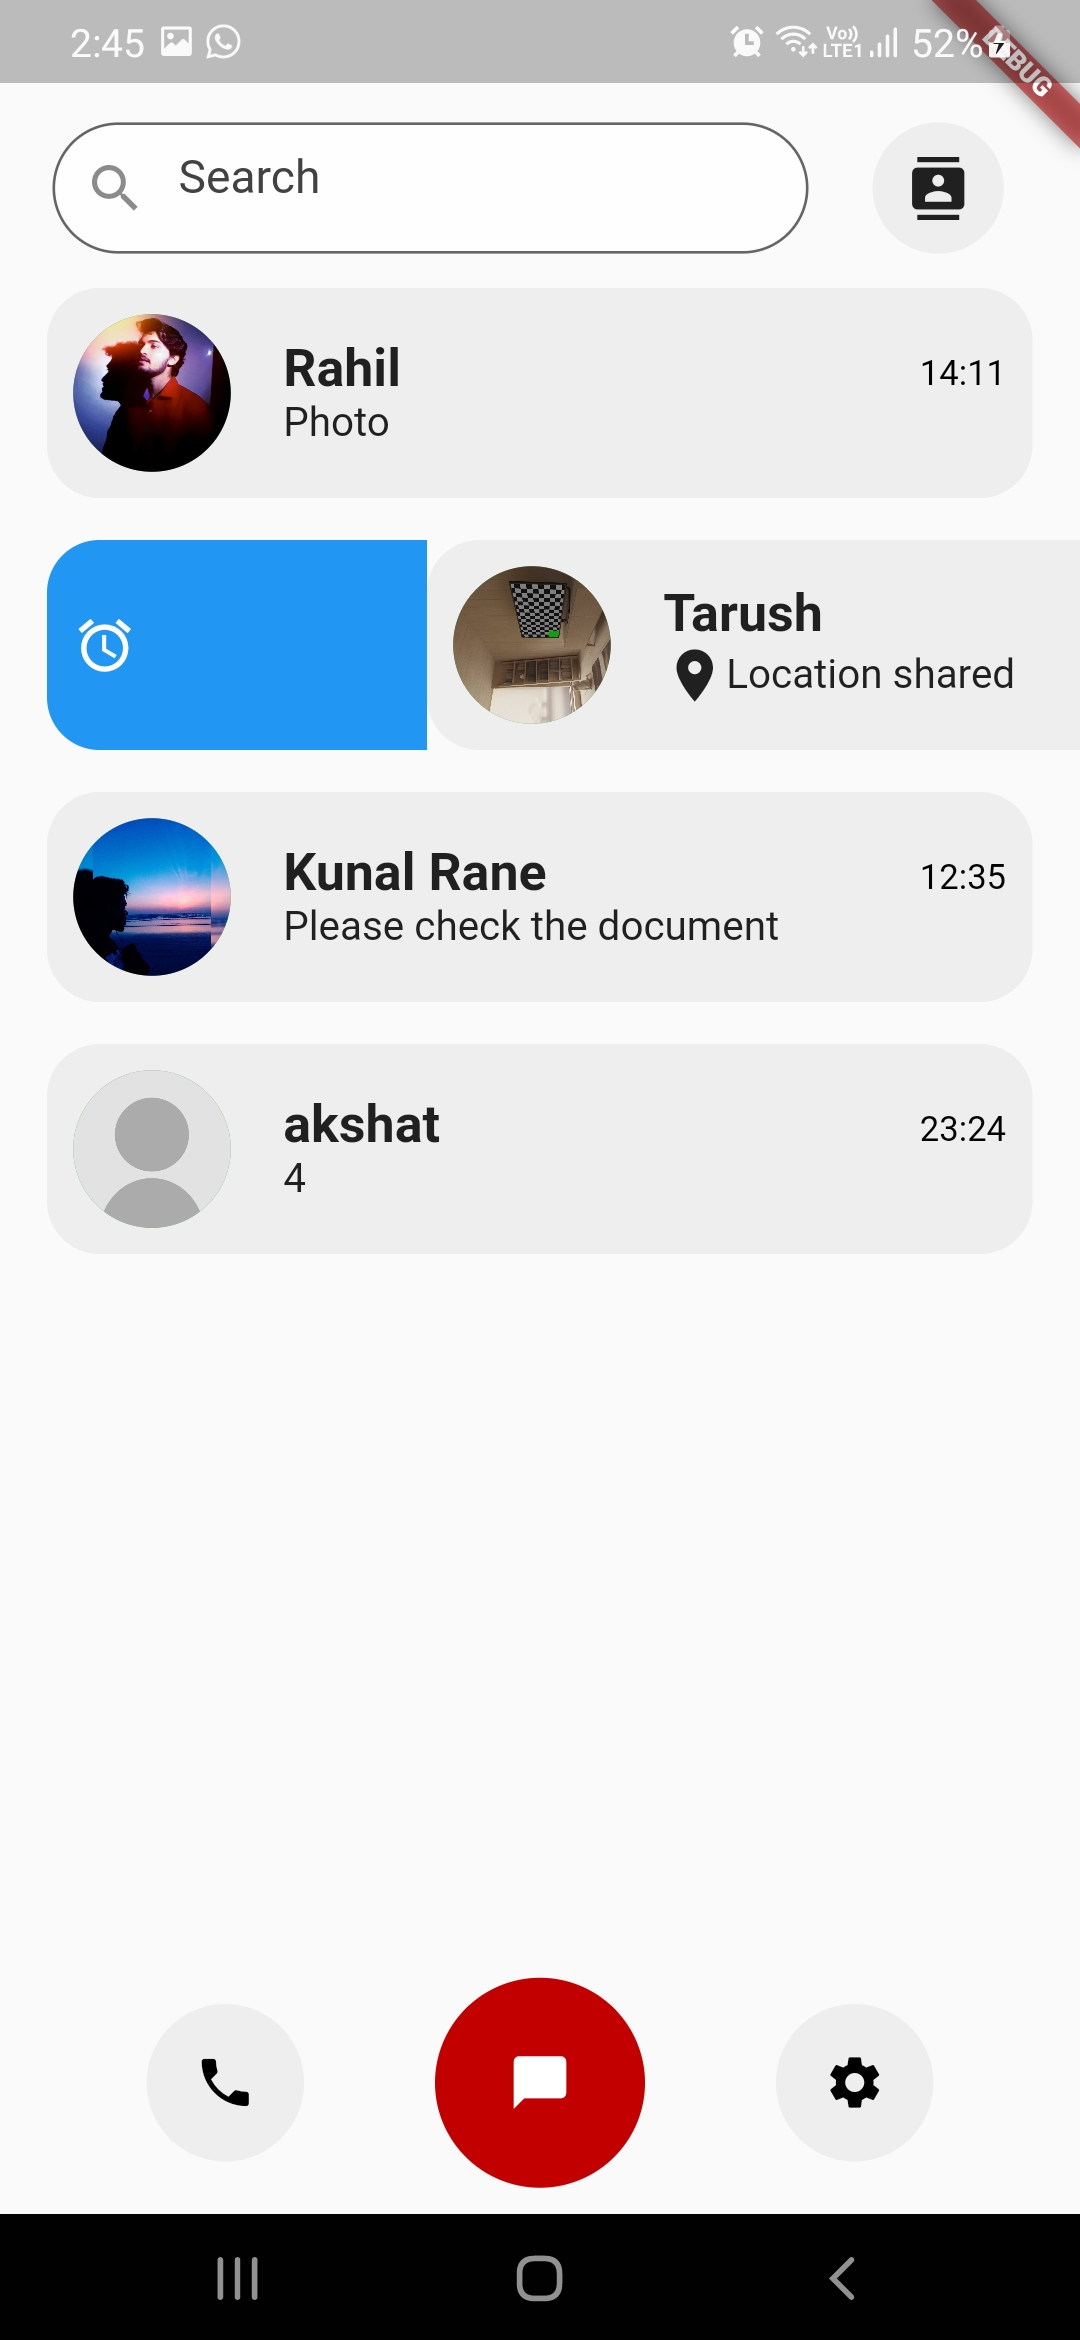 2:45
Vo)) LTE1 52%
DEBUG
Search
Rahil
14:11
Photo
Tarush
Location shared
Kunal Rane
12:35
Please check the document
akshat
23:24
4